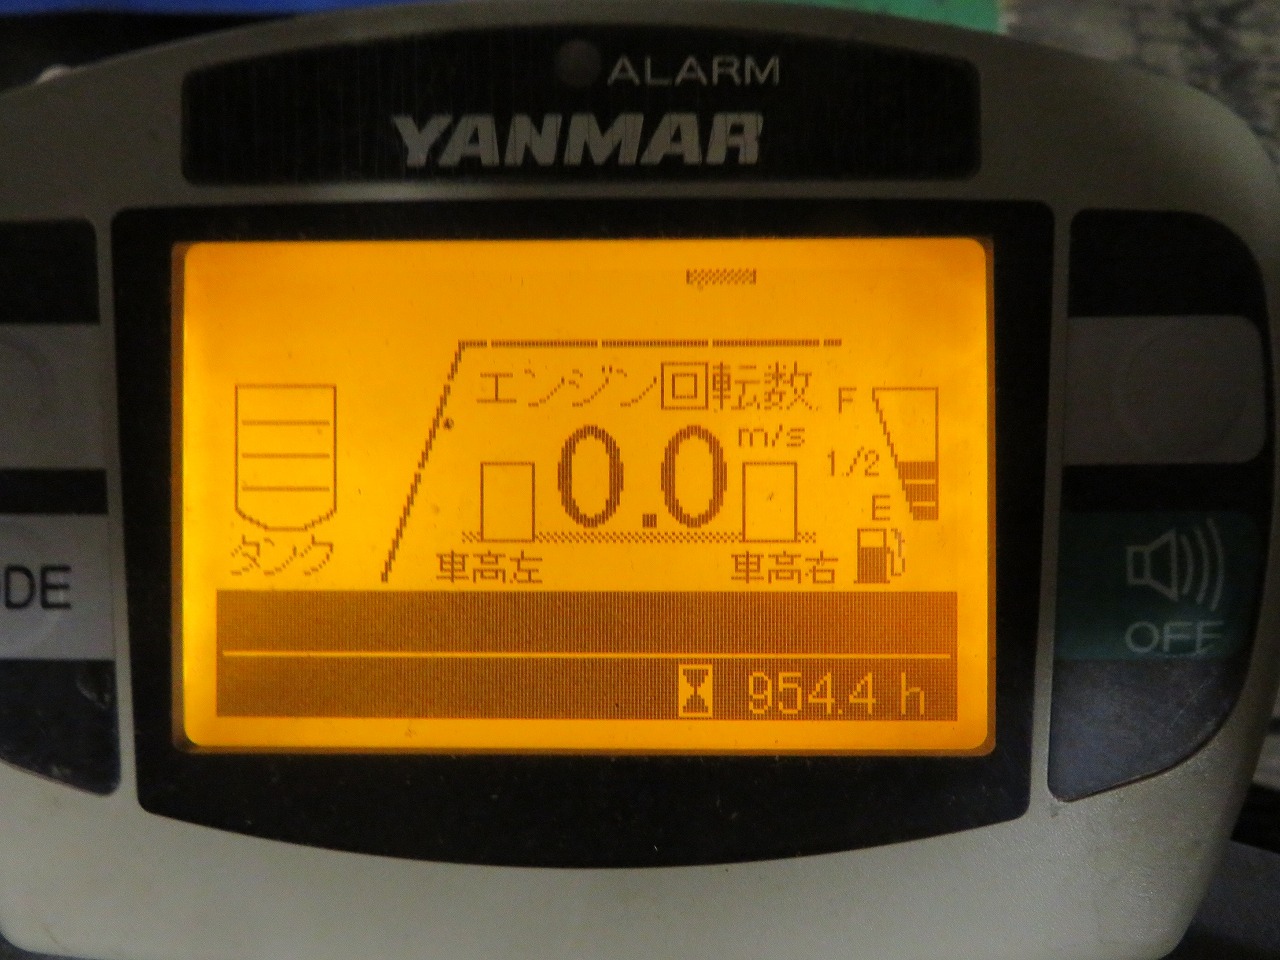 ALARM
YANMAR
エンジン回転数
F
0.0 m/s
1/2
E
タンク
車高左
車高右
ODE
OFF
954.4 h